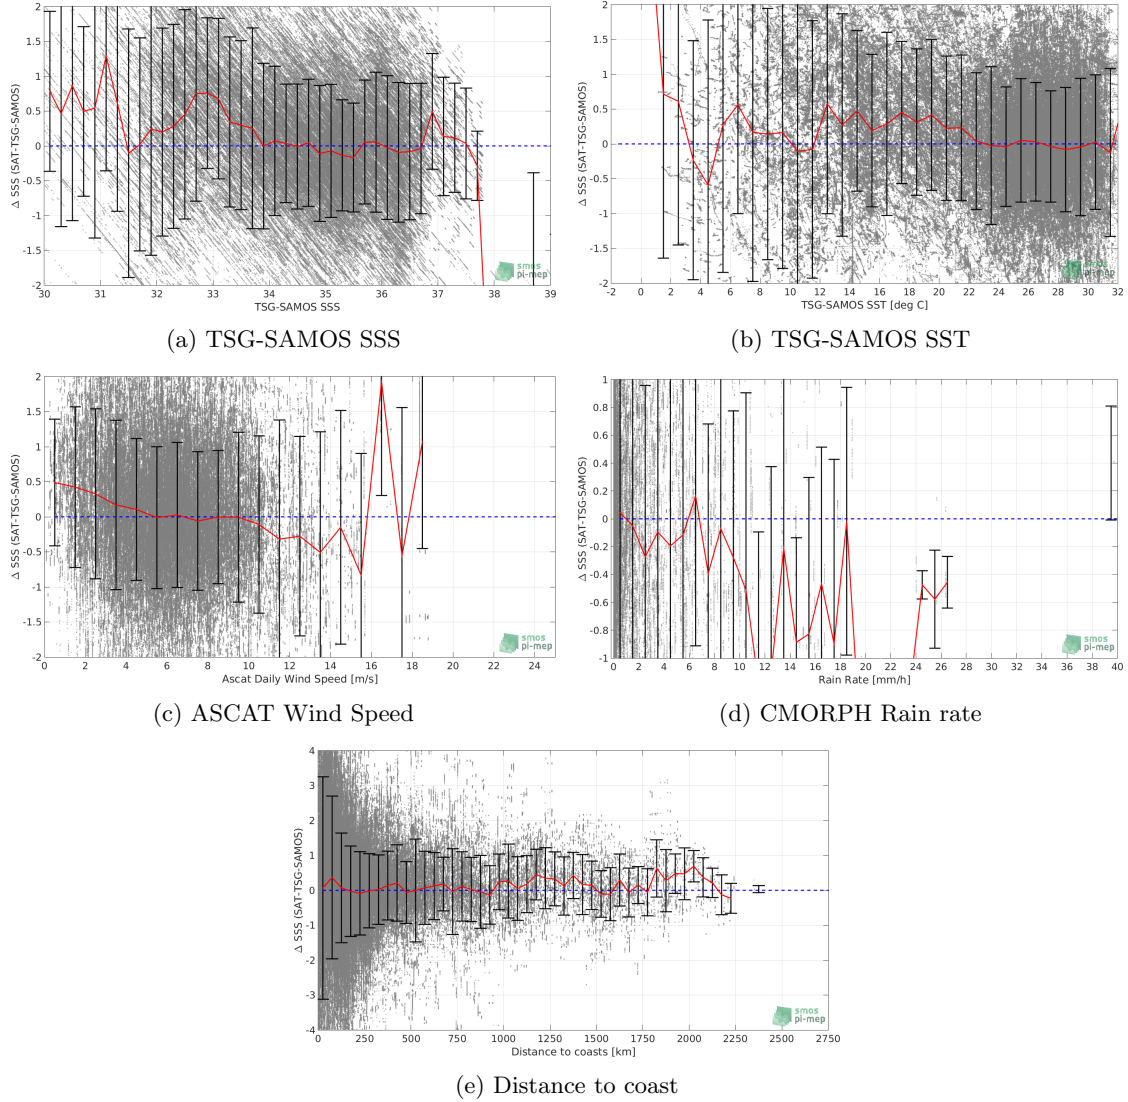 2
1.5
1
0.5
0
-0.5
-1
-1.5
-2
Δ SSS (SAT-TSG-SAMOS)
30 31 32 33 34 35 36 37 38 39
TSG-SAMOS SSS
smos
pi-mep
(a) TSG-SAMOS SSS
2
1.5
1
0.5
0
-0.5
-1
-1.5
-2
Δ SSS (SAT-TSG-SAMOS)
-2 0 2 4 6 8 10 12 14 16 18 20 22 24 26 28 30 32
TSG-SAMOS SST [deg C]
smos
pi-mep
(b) TSG-SAMOS SST
2
1.5
1
0.5
0
-0.5
-1
-1.5
-2
Δ SSS (SAT-TSG-SAMOS)
0 2 4 6 8 10 12 14 16 18 20 22 24
Ascat Daily Wind Speed [m/s]
smos
pi-mep
(c) ASCAT Wind Speed
1
0.8
0.6
0.4
0.2
0
-0.2
-0.4
-0.6
-0.8
-1
Δ SSS (SAT-TSG-SAMOS)
0 2 4 6 8 10 12 14 16 18 20 22 24 26 28 30 32 34 36 38 40
Rain Rate [mm/h]
smos
pi-mep
(d) CMORPH Rain rate
4
3
2
1
0
-1
-2
-3
-4
Δ SSS (SAT-TSG-SAMOS)
0 250 500 750 1000 1250 1500 1750 2000 2250 2500 2750
Distance to coasts [km]
smos
pi-mep
(e) Distance to coast